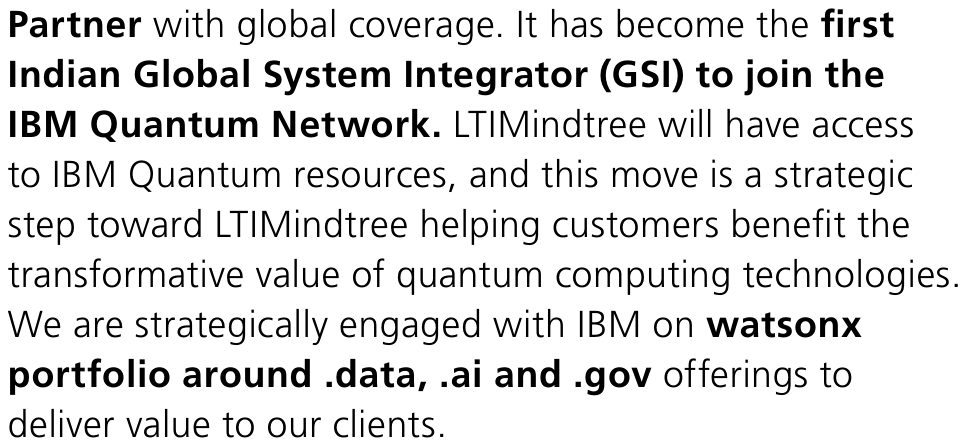 Partner with global coverage. It has become the first
Indian Global System Integrator (GSI) to join the
IBM Quantum Network. LTIMindtree will have access
to IBM Quantum resources, and this move is a strategic
step toward LTIMindtree helping customers benefit the
transformative value of quantum computing technologies.
We are strategically engaged with IBM on watsonx
portfolio around .data, .ai and .gov offerings to
deliver value to our clients.